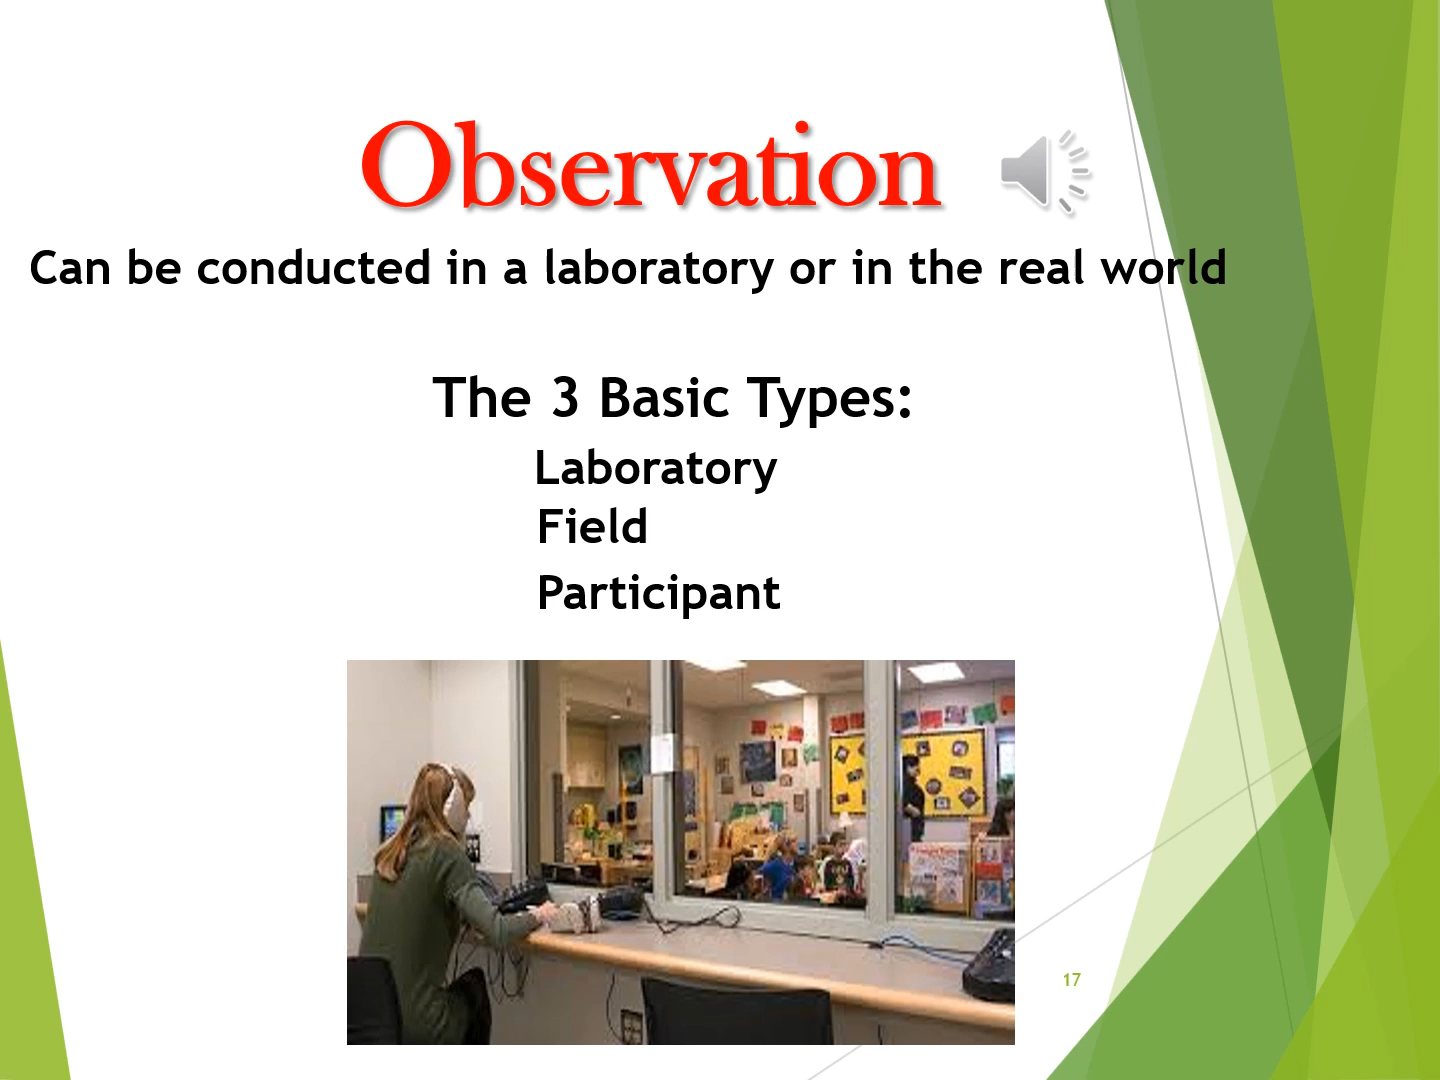 Observation
Can be conducted in a laboratory or in the real world
The 3 Basic Types:
Laboratory
Field
Participant
17